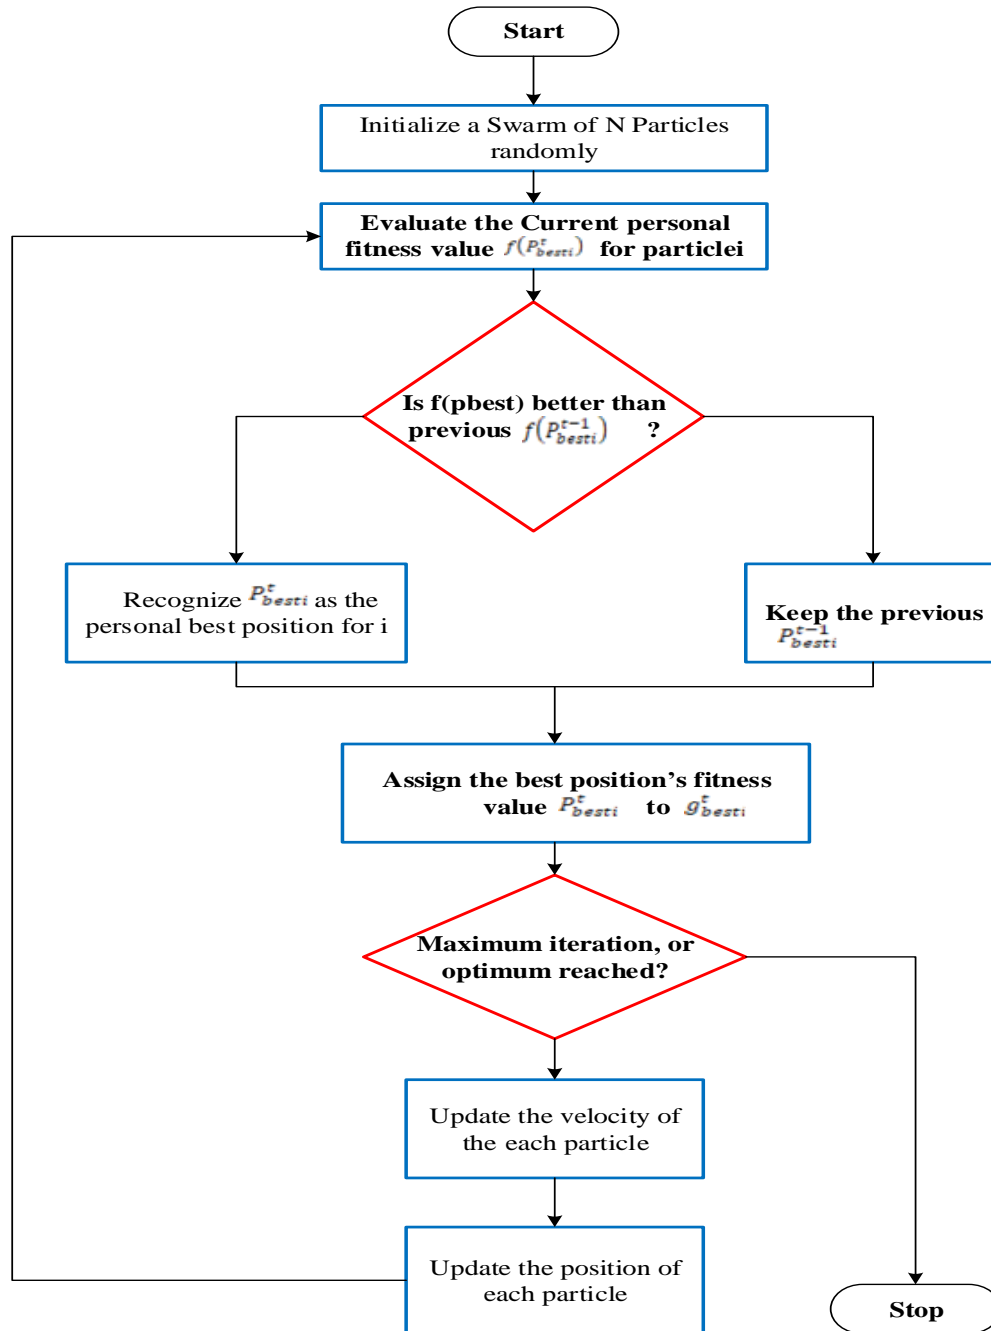 Start
Initialize a Swarm of N Particles
randomly
Evaluate the Current personal
fitness value f(P^t_besti) for particlei
Is f(pbest) better than
previous f(P^{t-1}_besti) ?
Recognize P^t_besti as the
personal best position for i
Keep the previous
P^{t-1}_besti
Assign the best position’s fitness
value P^t_besti to g^t_besti
Maximum iteration, or
optimum reached?
Update the velocity of
the each particle
Update the position of
each particle
Stop